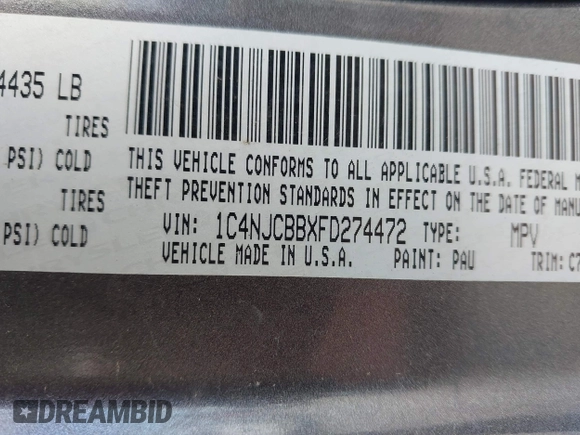 4435 LB
TIRES
PSI) COLD
TIRES
PSI) COLD
THIS VEHICLE CONFORMS TO ALL APPLICABLE U.S.A. FEDERAL M
THEFT PREVENTION STANDARDS IN EFFECT ON THE DATE OF MANU
VIN: 1C4NJCBBXFD274472 TYPE: MPV
VEHICLE MADE IN U.S.A. PAINT: PAU TRIM: C7
DREAMBID